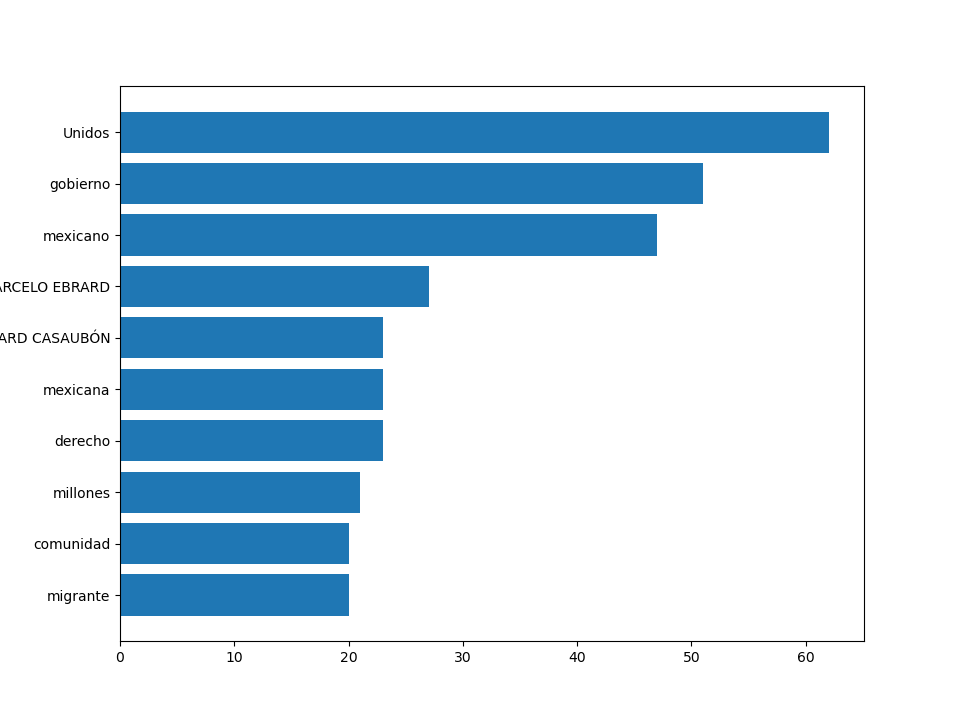 Unidos
gobierno
mexicano
ARCELO EBRARD
ARD CASAUBÓN
mexicana
derecho
millones
comunidad
migrante
0 10 20 30 40 50 60